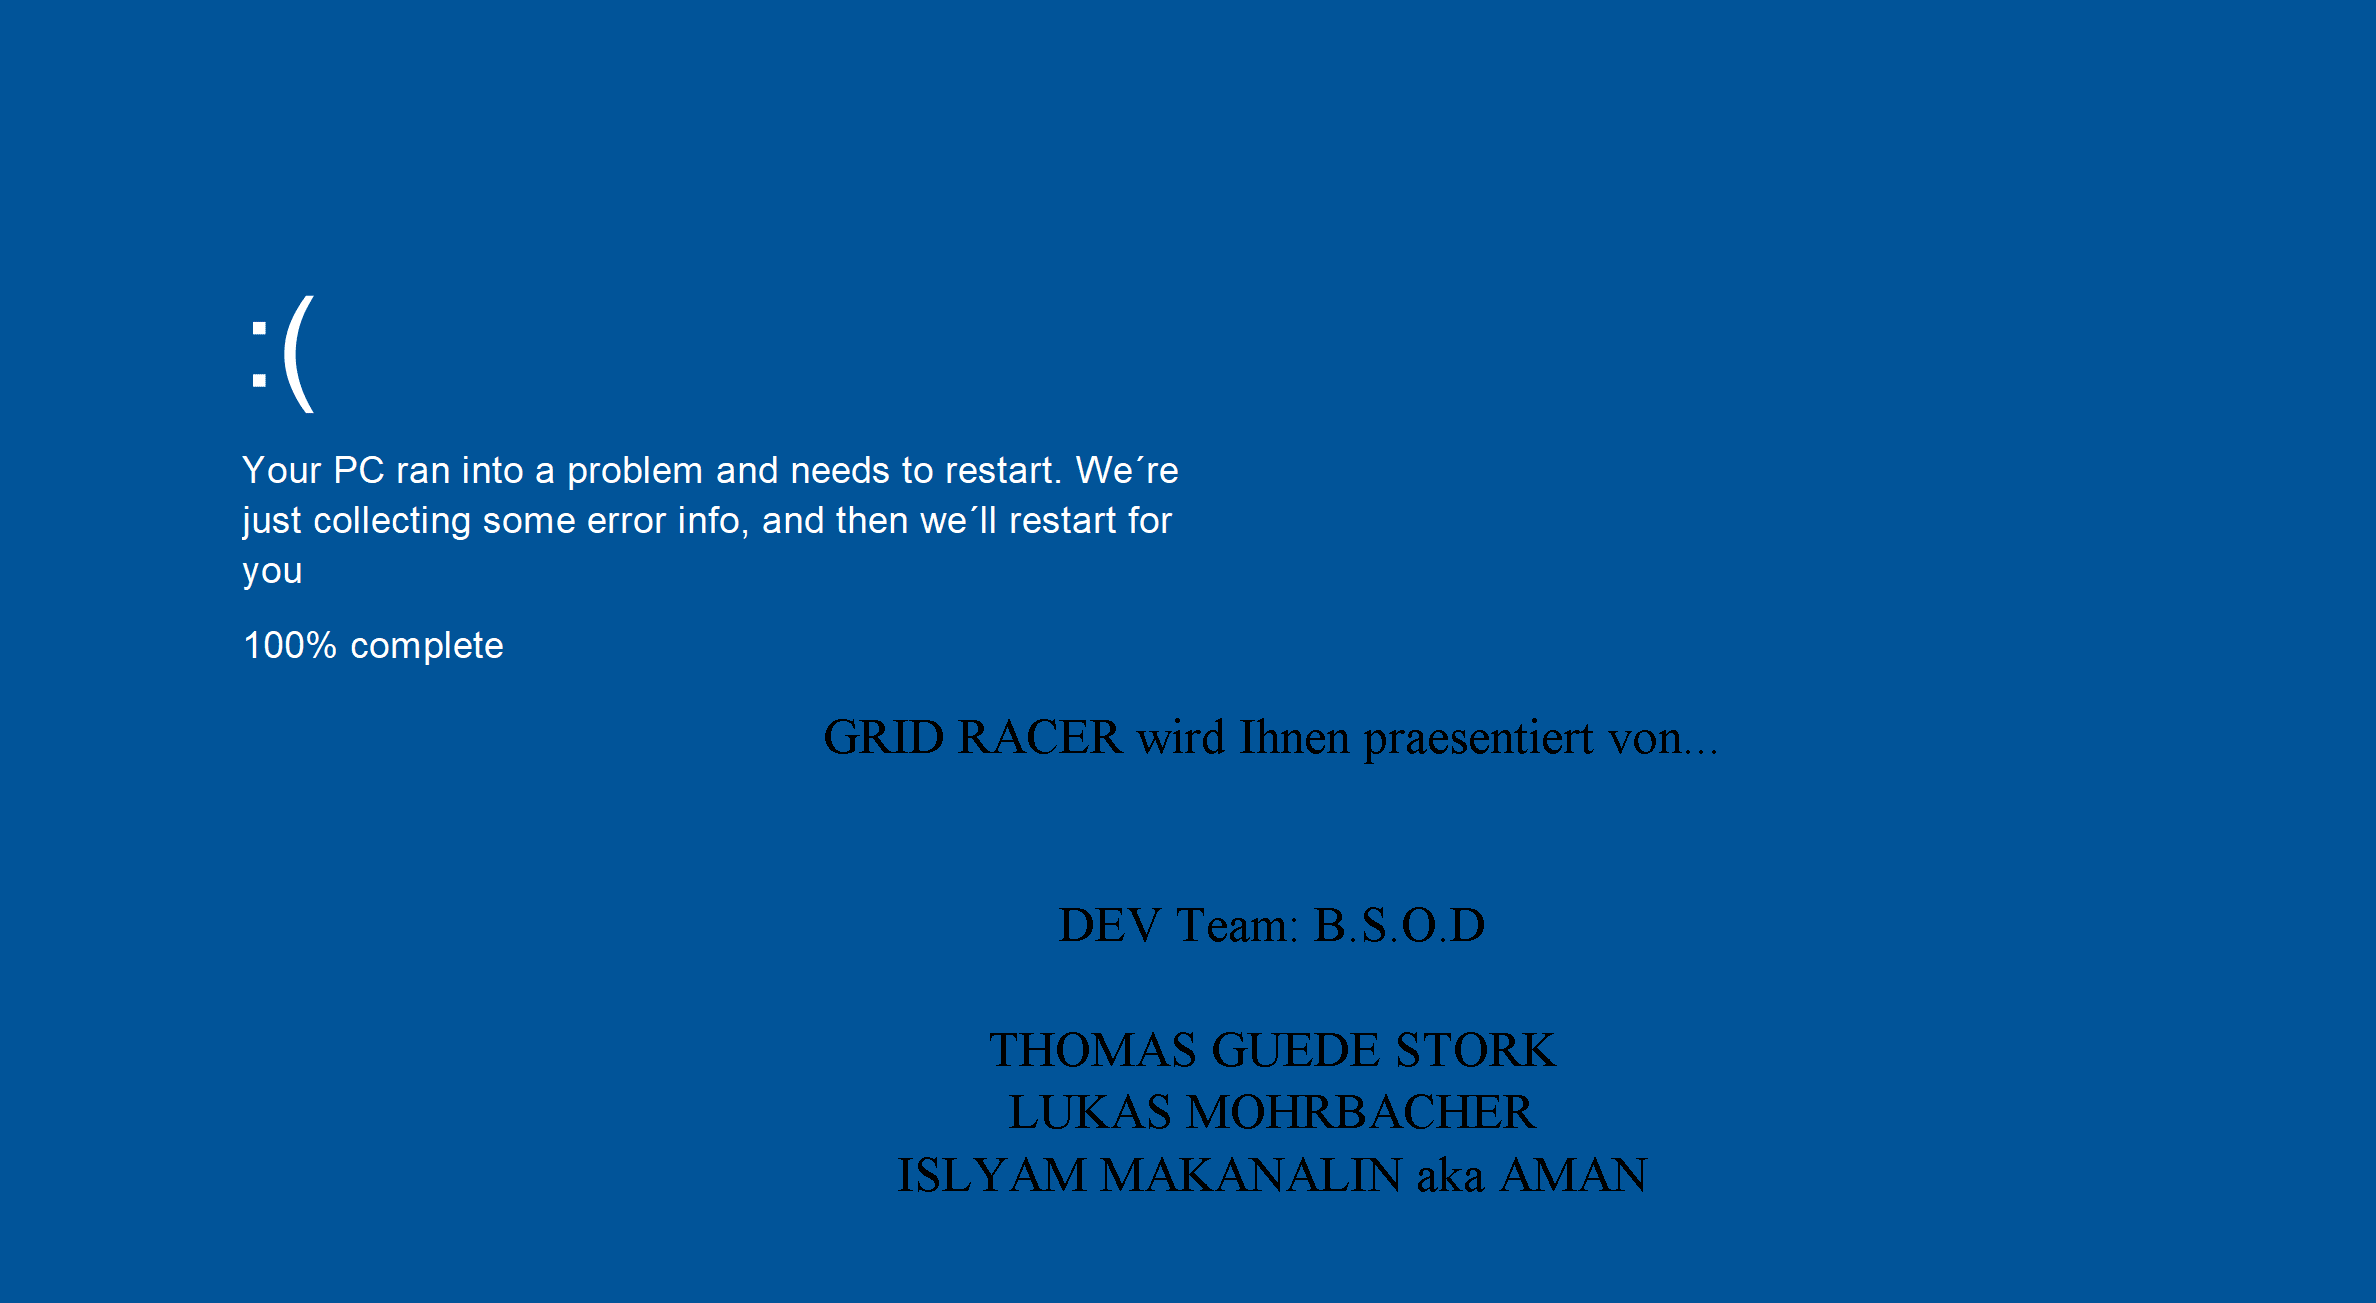 :(
Your PC ran into a problem and needs to restart. We´re
just collecting some error info, and then we´ll restart for
you
100% complete
GRID RACER wird Ihnen praesentiert von...
DEV Team: B.S.O.D
THOMAS GUEDE STORK
LUKAS MOHRBACHER
ISLYAM MAKANALIN aka AMAN